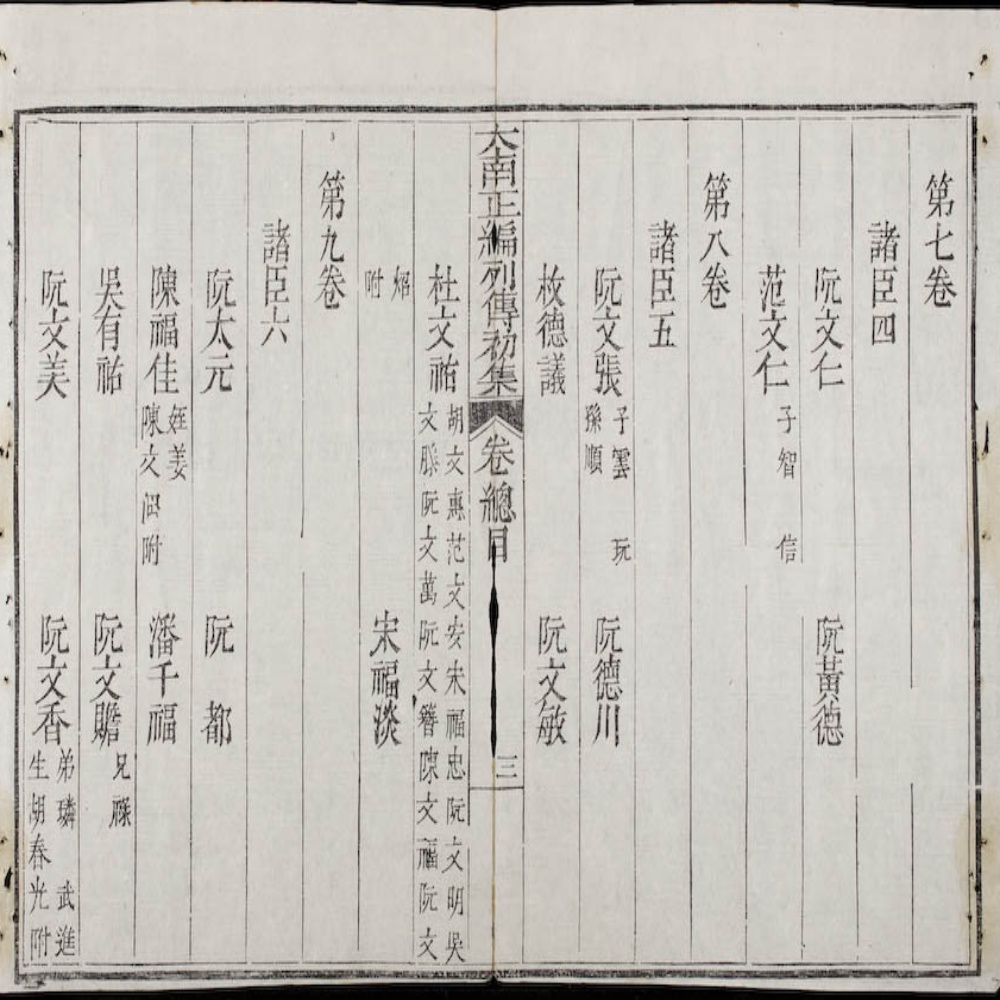 第七卷
諸臣四
阮文仁 阮黃德
范文仁 子智 信
第八卷
諸臣五
阮文張 子雲 玩 孫順 阮德川
枚德議 阮文敏
大南正編列傳初集 卷總目 三
杜文祐 胡文惠范文安宋福忠阮文明吳文滕阮文萬阮文簪陳文福阮文
附 宋福淡
第九卷
諸臣六
阮太元 阮都
陳福佳 姪姜 陳文沼附 潘千福
吳有祐 阮文贍 兄祿
阮文美 阮文香 弟璘 武進生胡春光附